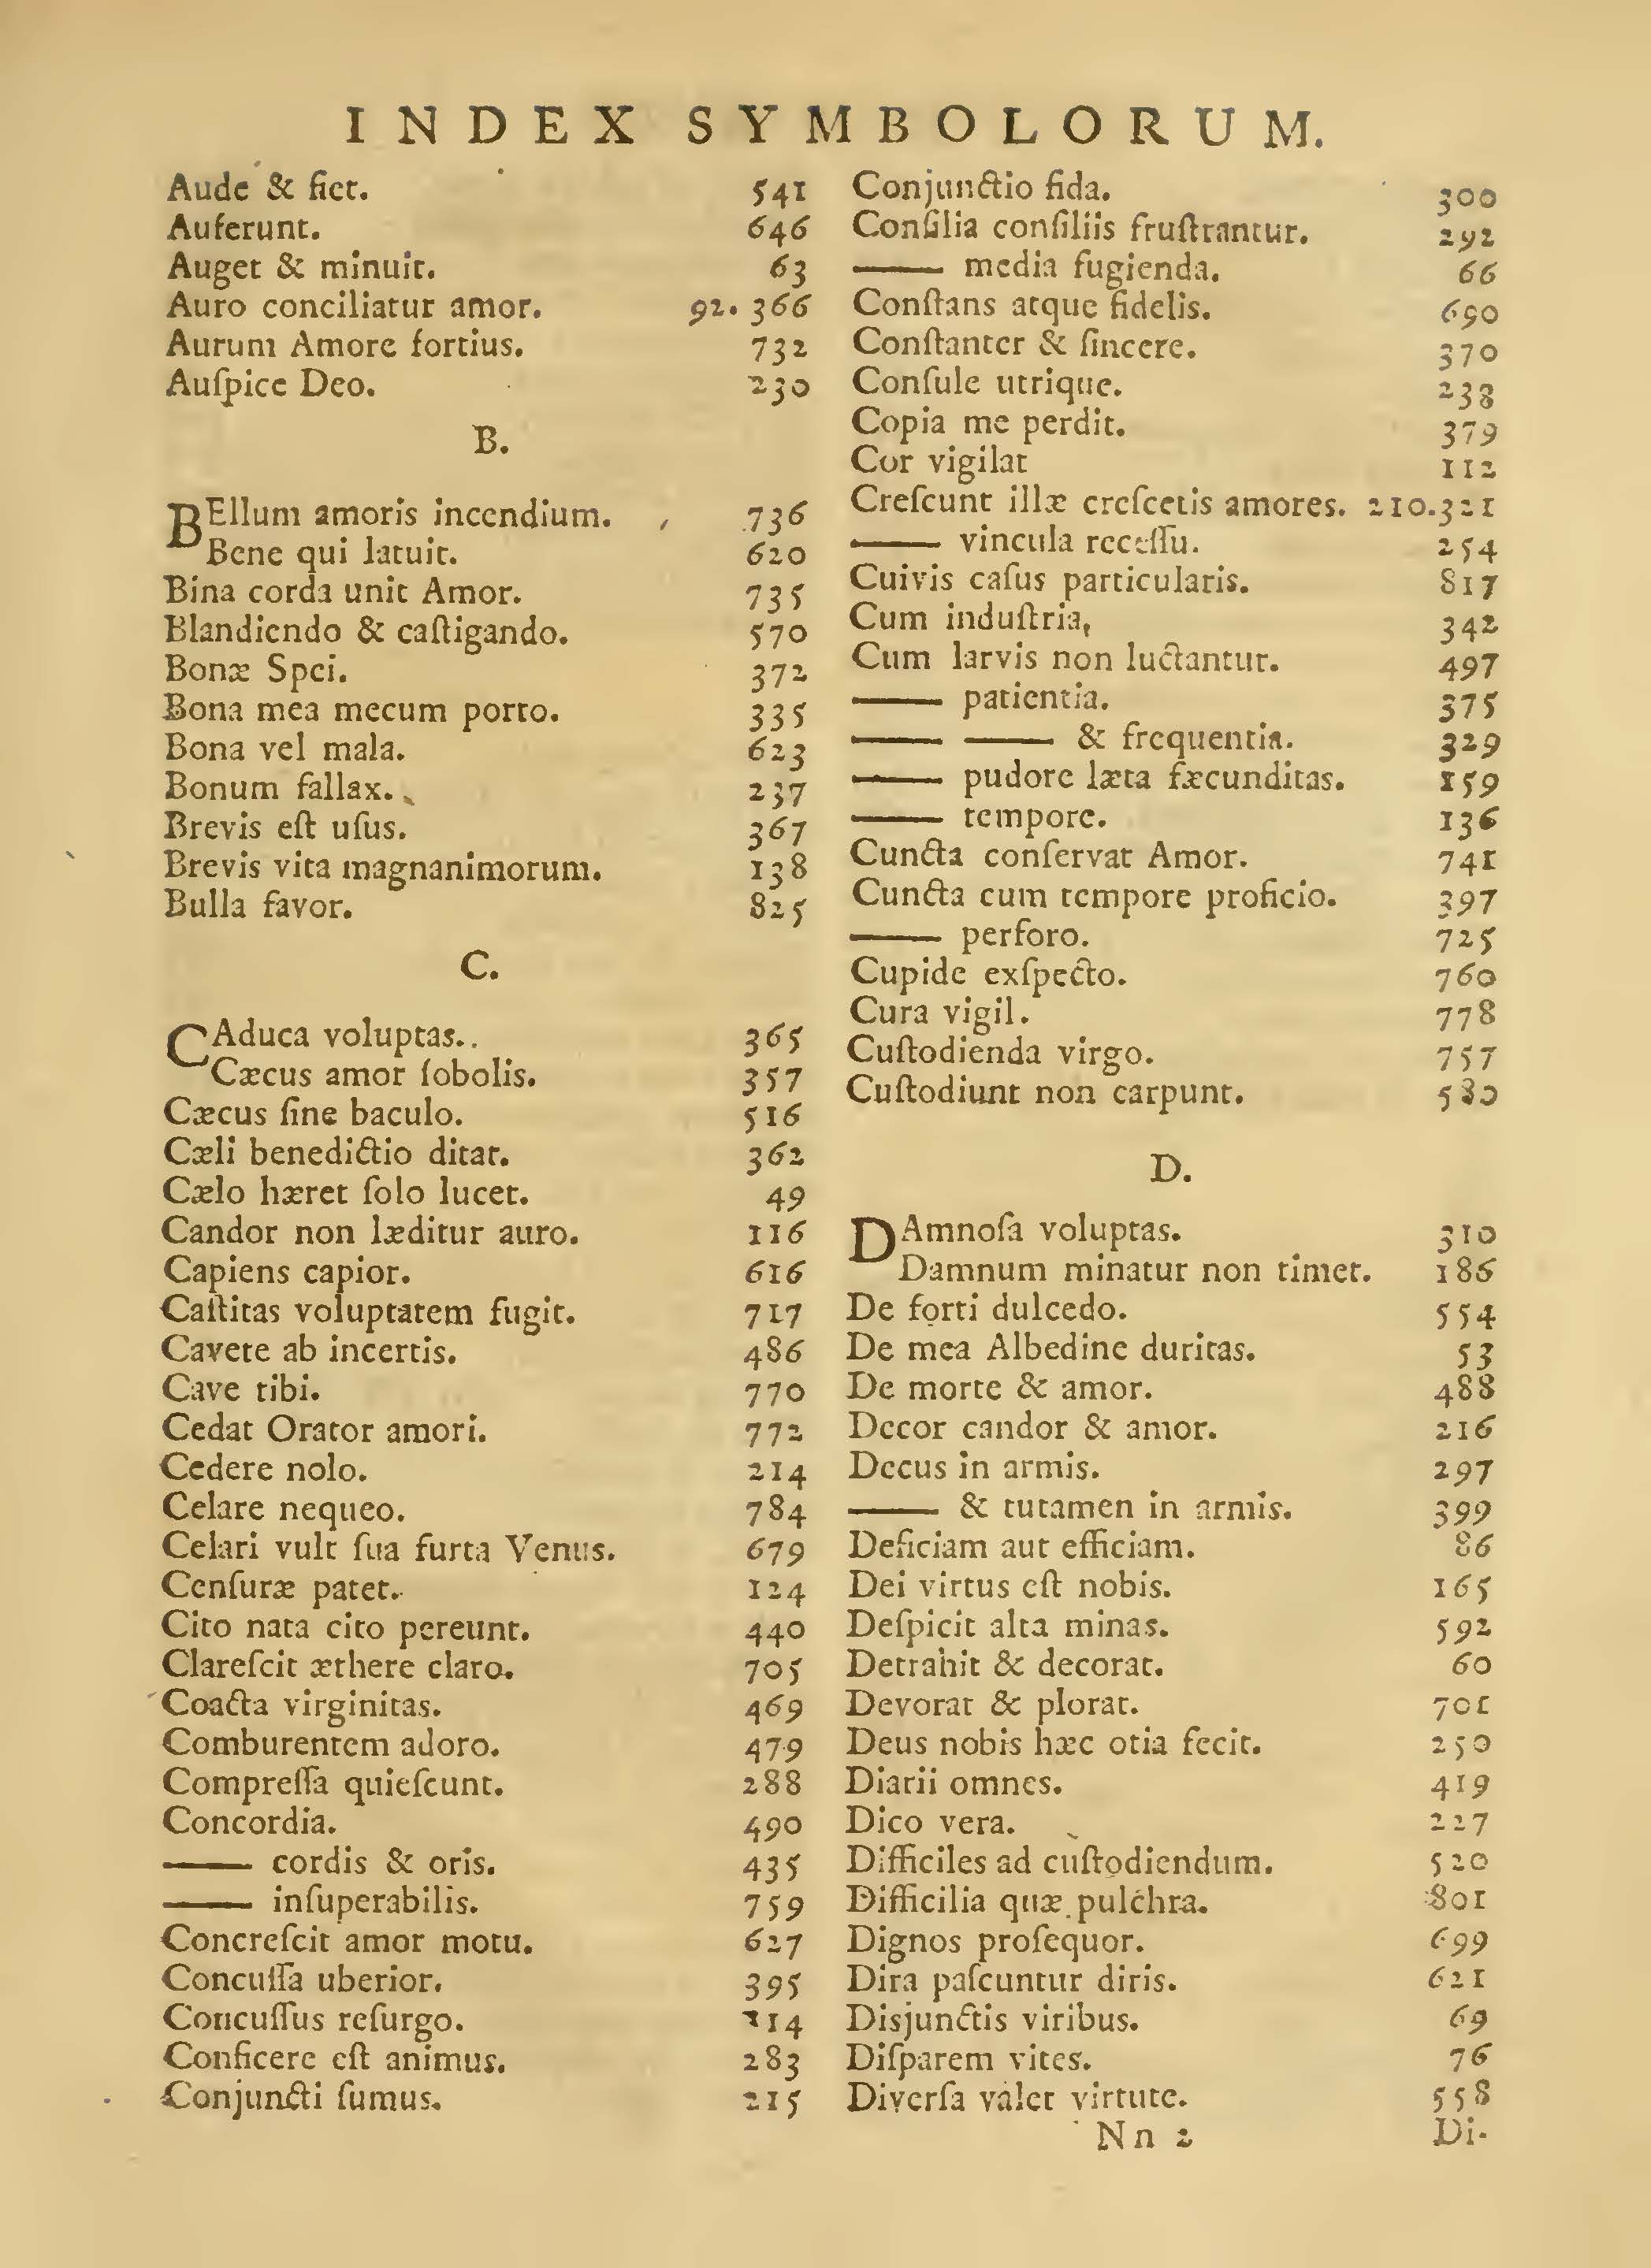 INDEX SYMBOLORUM.
Aude & fiet. 541
Auferunt. 646
Auget & minuit. 63
Auro conciliatur amor. 92. 366
Aurum Amore fortius. 732
Auſpice Deo. 230
B.
BEllum amoris incendium. 736
Bene qui latuit. 620
Bina corda unit Amor. 735
Blandiendo & caſtigando. 570
Bonæ Spei. 372
Bona mea mecum porto. 335
Bona vel mala. 623
Bonum fallax. 237
Brevis eſt uſus. 367
Brevis vita magnanimorum. 138
Bulla favor. 825
C.
CAduca voluptas. 365
Cæcus amor ſobolis. 357
Cæcus ſine baculo. 516
Cæli benedictio ditat. 362
Cælo hæret ſolo lucet. 49
Candor non læditur auro. 116
Capiens capior. 616
Caſtitas voluptatem fugit. 717
Cavete ab incertis. 486
Cave tibi. 770
Cedat Orator amori. 772
Cedere nolo. 214
Celare nequeo. 784
Celari vult ſua furta Venus. 679
Cenſuræ patet. 124
Cito nata cito pereunt. 440
Clareſcit æthere claro. 705
Coacta virginitas. 469
Comburentem adoro. 479
Compreſſa quieſcunt. 288
Concordia. 490
—— cordis & oris. 435
—— inſuperabilis. 759
Concreſcit amor motu. 627
Concuſſa uberior. 395
Concuſſus reſurgo. 114
Conficere eſt animus. 283
Conjuncti ſumus. 215
Conjunctio fida. 300
Conſilia conſiliis fruſtrantur. 292
—— media fugienda. 66
Conſtans atque fidelis. 690
Conſtanter & ſincere. 370
Conſule utrique. 238
Copia me perdit. 379
Cor vigilat 112
Creſcunt illæ creſcetis amores. 210.321
—— vincula receſſu. 254
Cuivis caſus particularis. 817
Cum induſtria, 342
Cum larvis non luctantur. 497
—— patientia. 375
—— —— & frequentia. 329
—— pudore læta fæcunditas. 159
—— tempore. 136
Cuncta conſervat Amor. 741
Cuncta cum tempore proficio. 397
—— perforo. 725
Cupide exſpecto. 760
Cura vigil. 778
Cuſtodienda virgo. 757
Cuſtodiunt non carpunt. 580
D.
DAmnoſa voluptas. 310
Damnum minatur non timet. 186
De forti dulcedo. 554
De mea Albedine duritas. 53
De morte & amor. 488
Decor candor & amor. 216
Decus in armis. 297
—— & tutamen in armis. 399
Deficiam aut efficiam. 86
Dei virtus eſt nobis. 165
Deſpicit alta minas. 592
Detrahit & decorat. 60
Devorat & plorat. 701
Deus nobis hæc otia fecit. 250
Diarii omnes. 419
Dico vera. 227
Difficiles ad cuſtodiendum. 520
Difficilia quæ pulchra. 801
Dignos proſequor. 699
Dira paſcuntur diris. 621
Disjunctis viribus. 69
Diſparem vites. 76
Diverſa valet virtute. 558
Nn 2 Di-